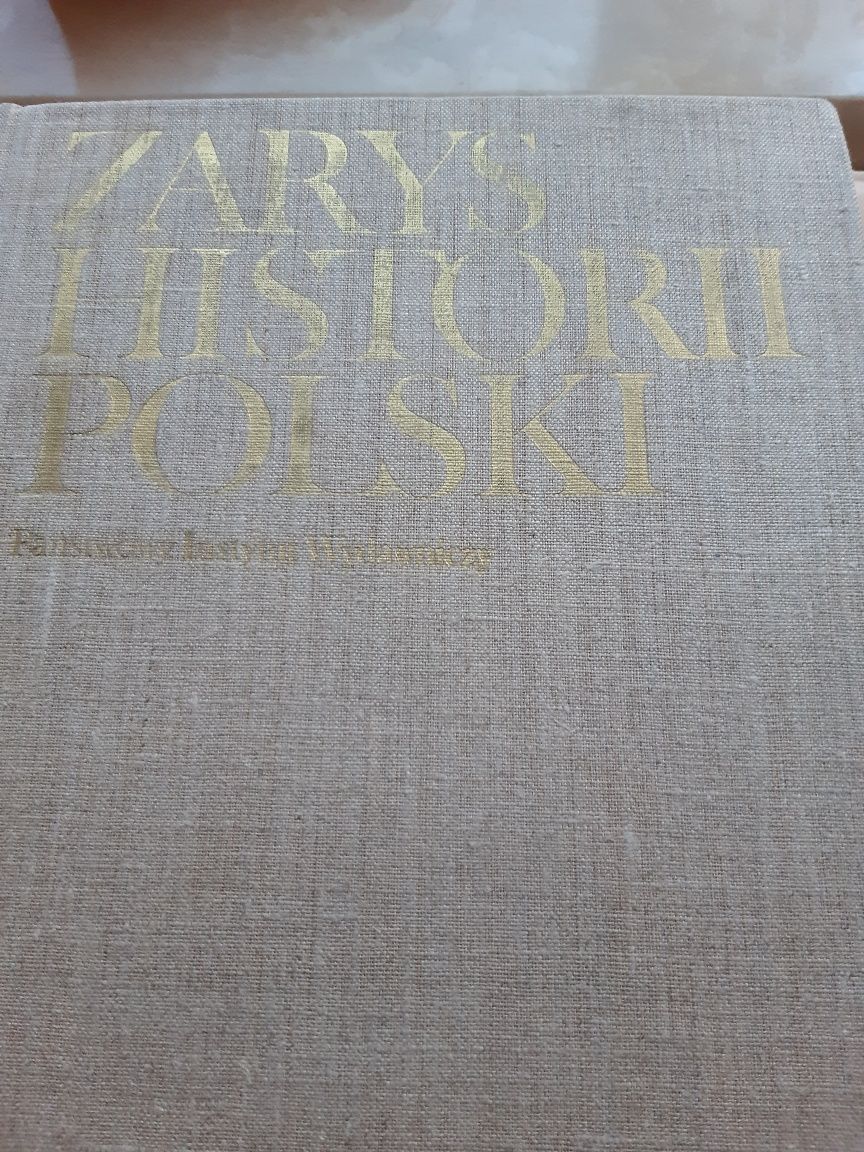 ZARYS
HISTORII
POLSKI
Państwowy Instytut Wydawniczy